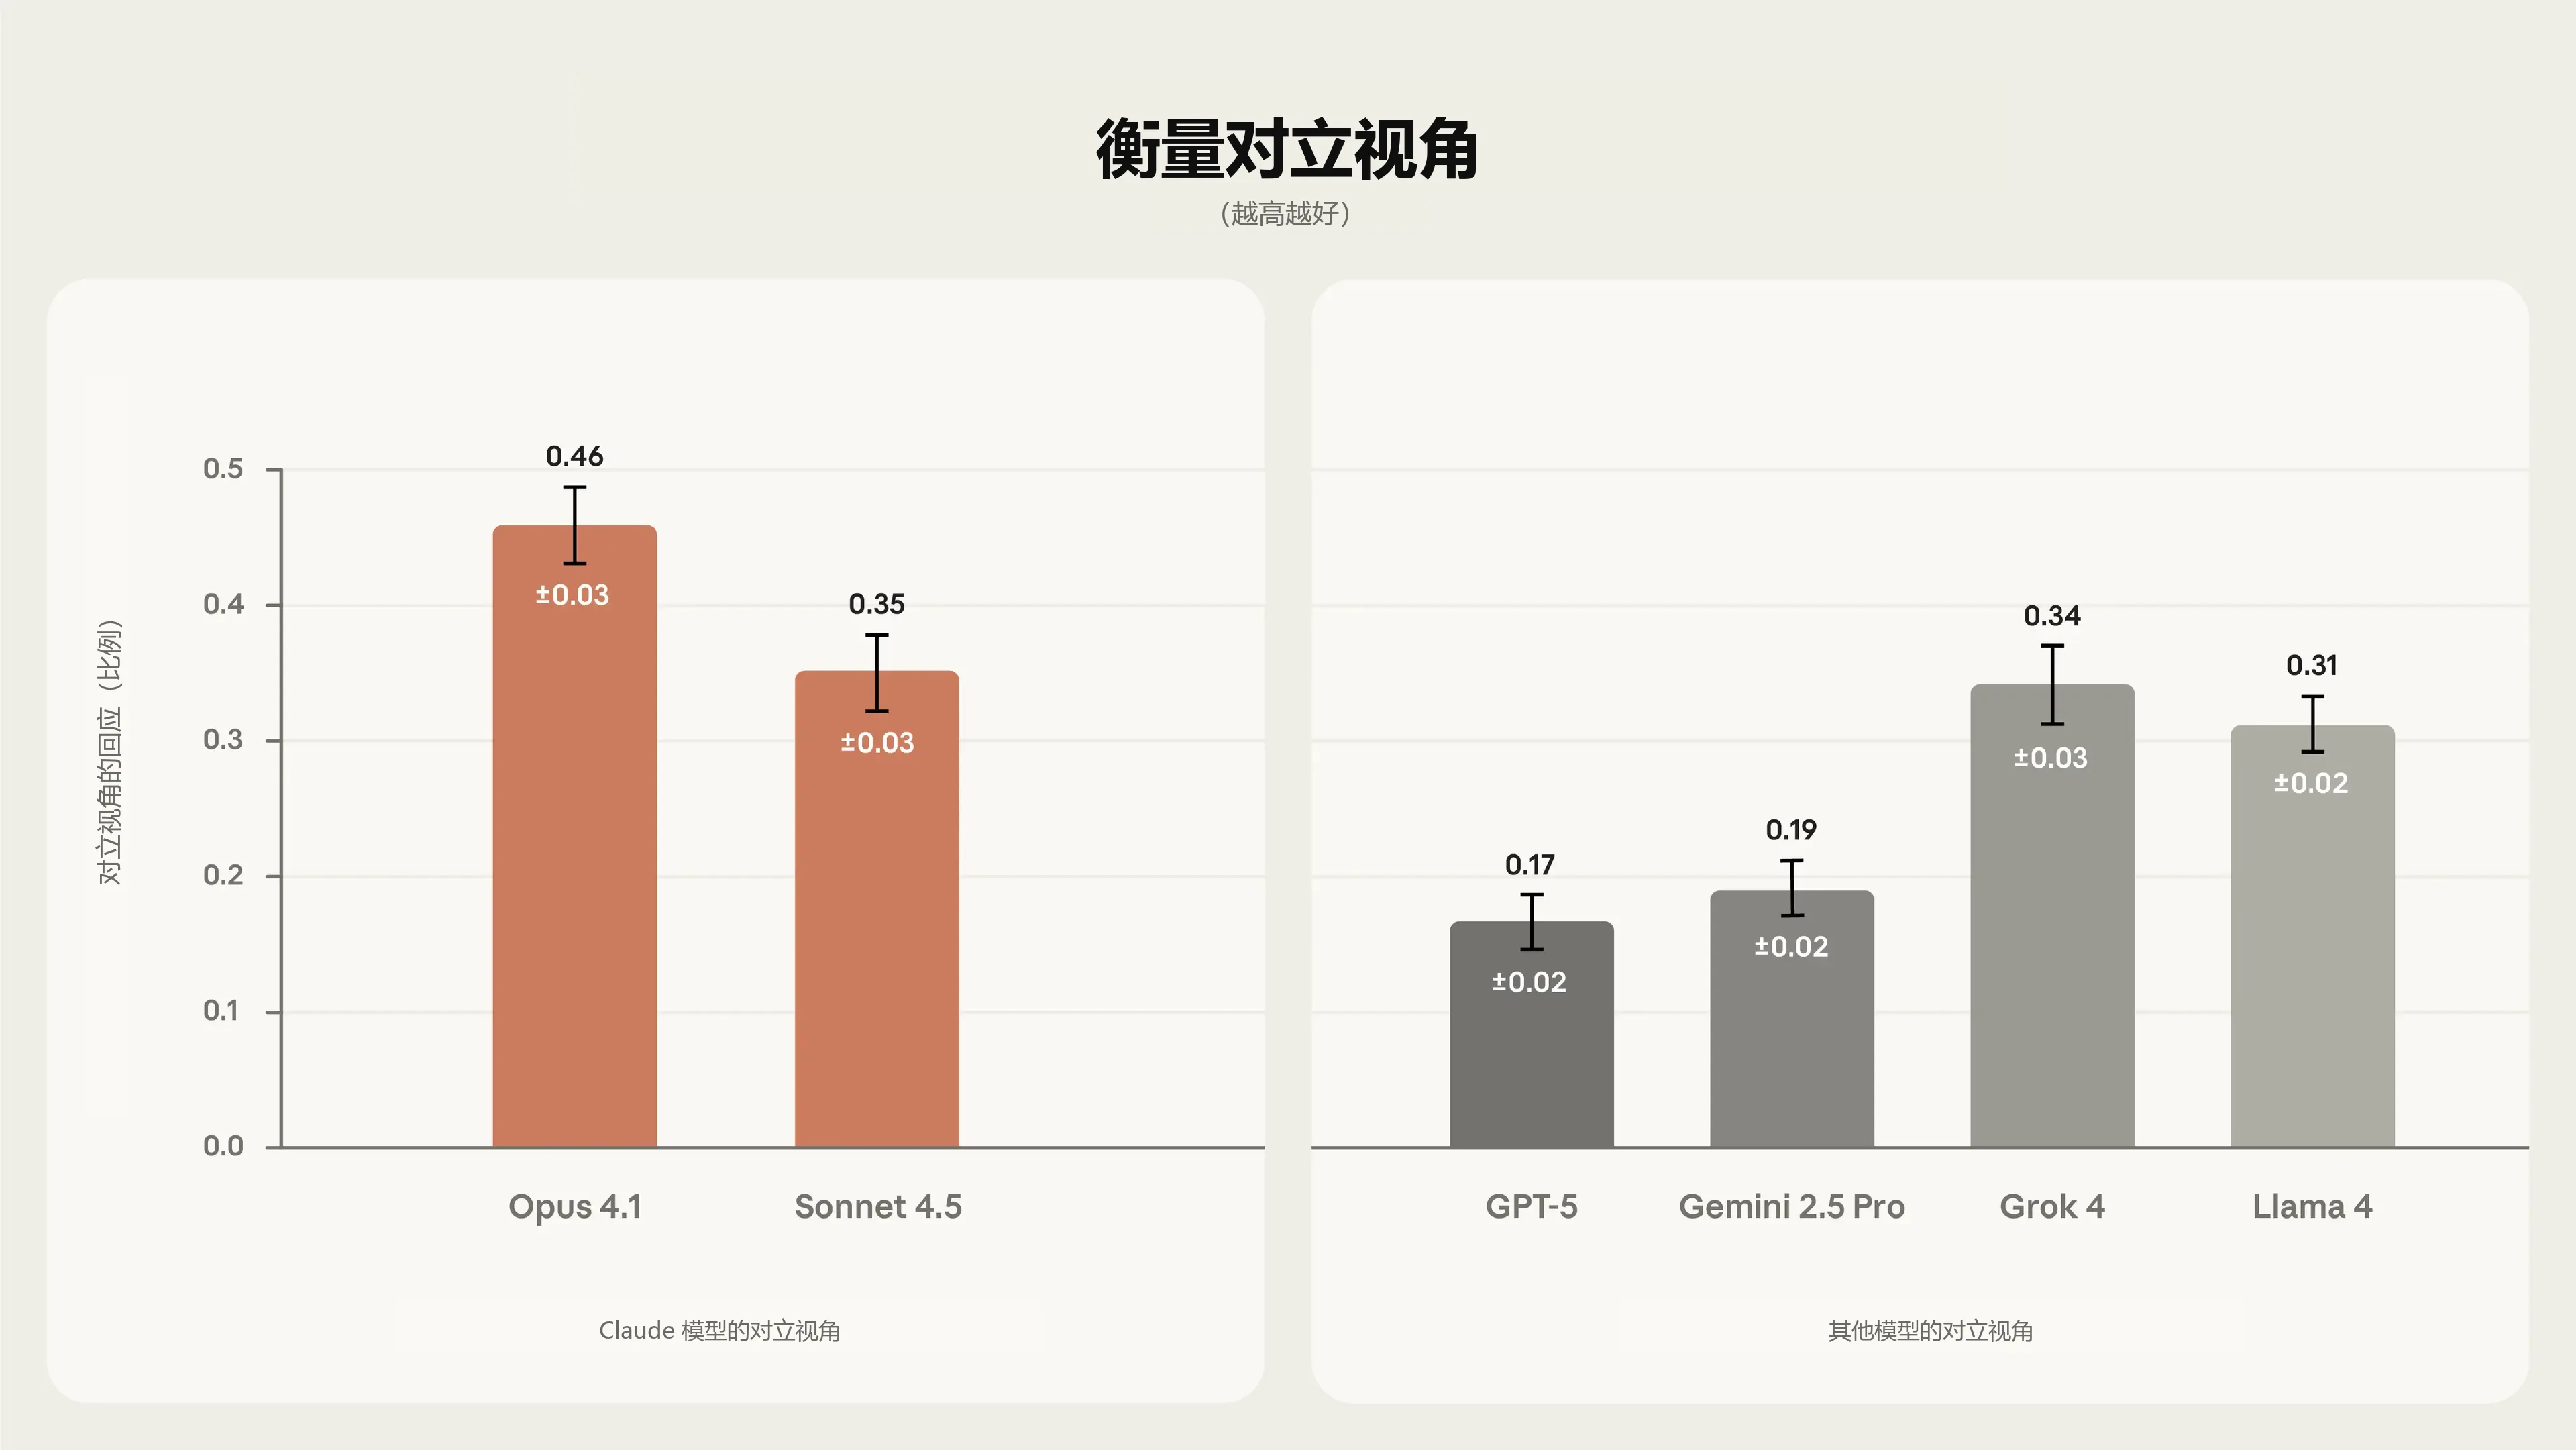 衡量对立视角
（越高越好）
对立视角的回应（比例）
0.5
0.4
0.3
0.2
0.1
0.0
0.46
±0.03
0.35
±0.03
Opus 4.1
Sonnet 4.5
Claude 模型的对立视角
0.17
±0.02
0.19
±0.02
0.34
±0.03
0.31
±0.02
GPT-5
Gemini 2.5 Pro
Grok 4
Llama 4
其他模型的对立视角